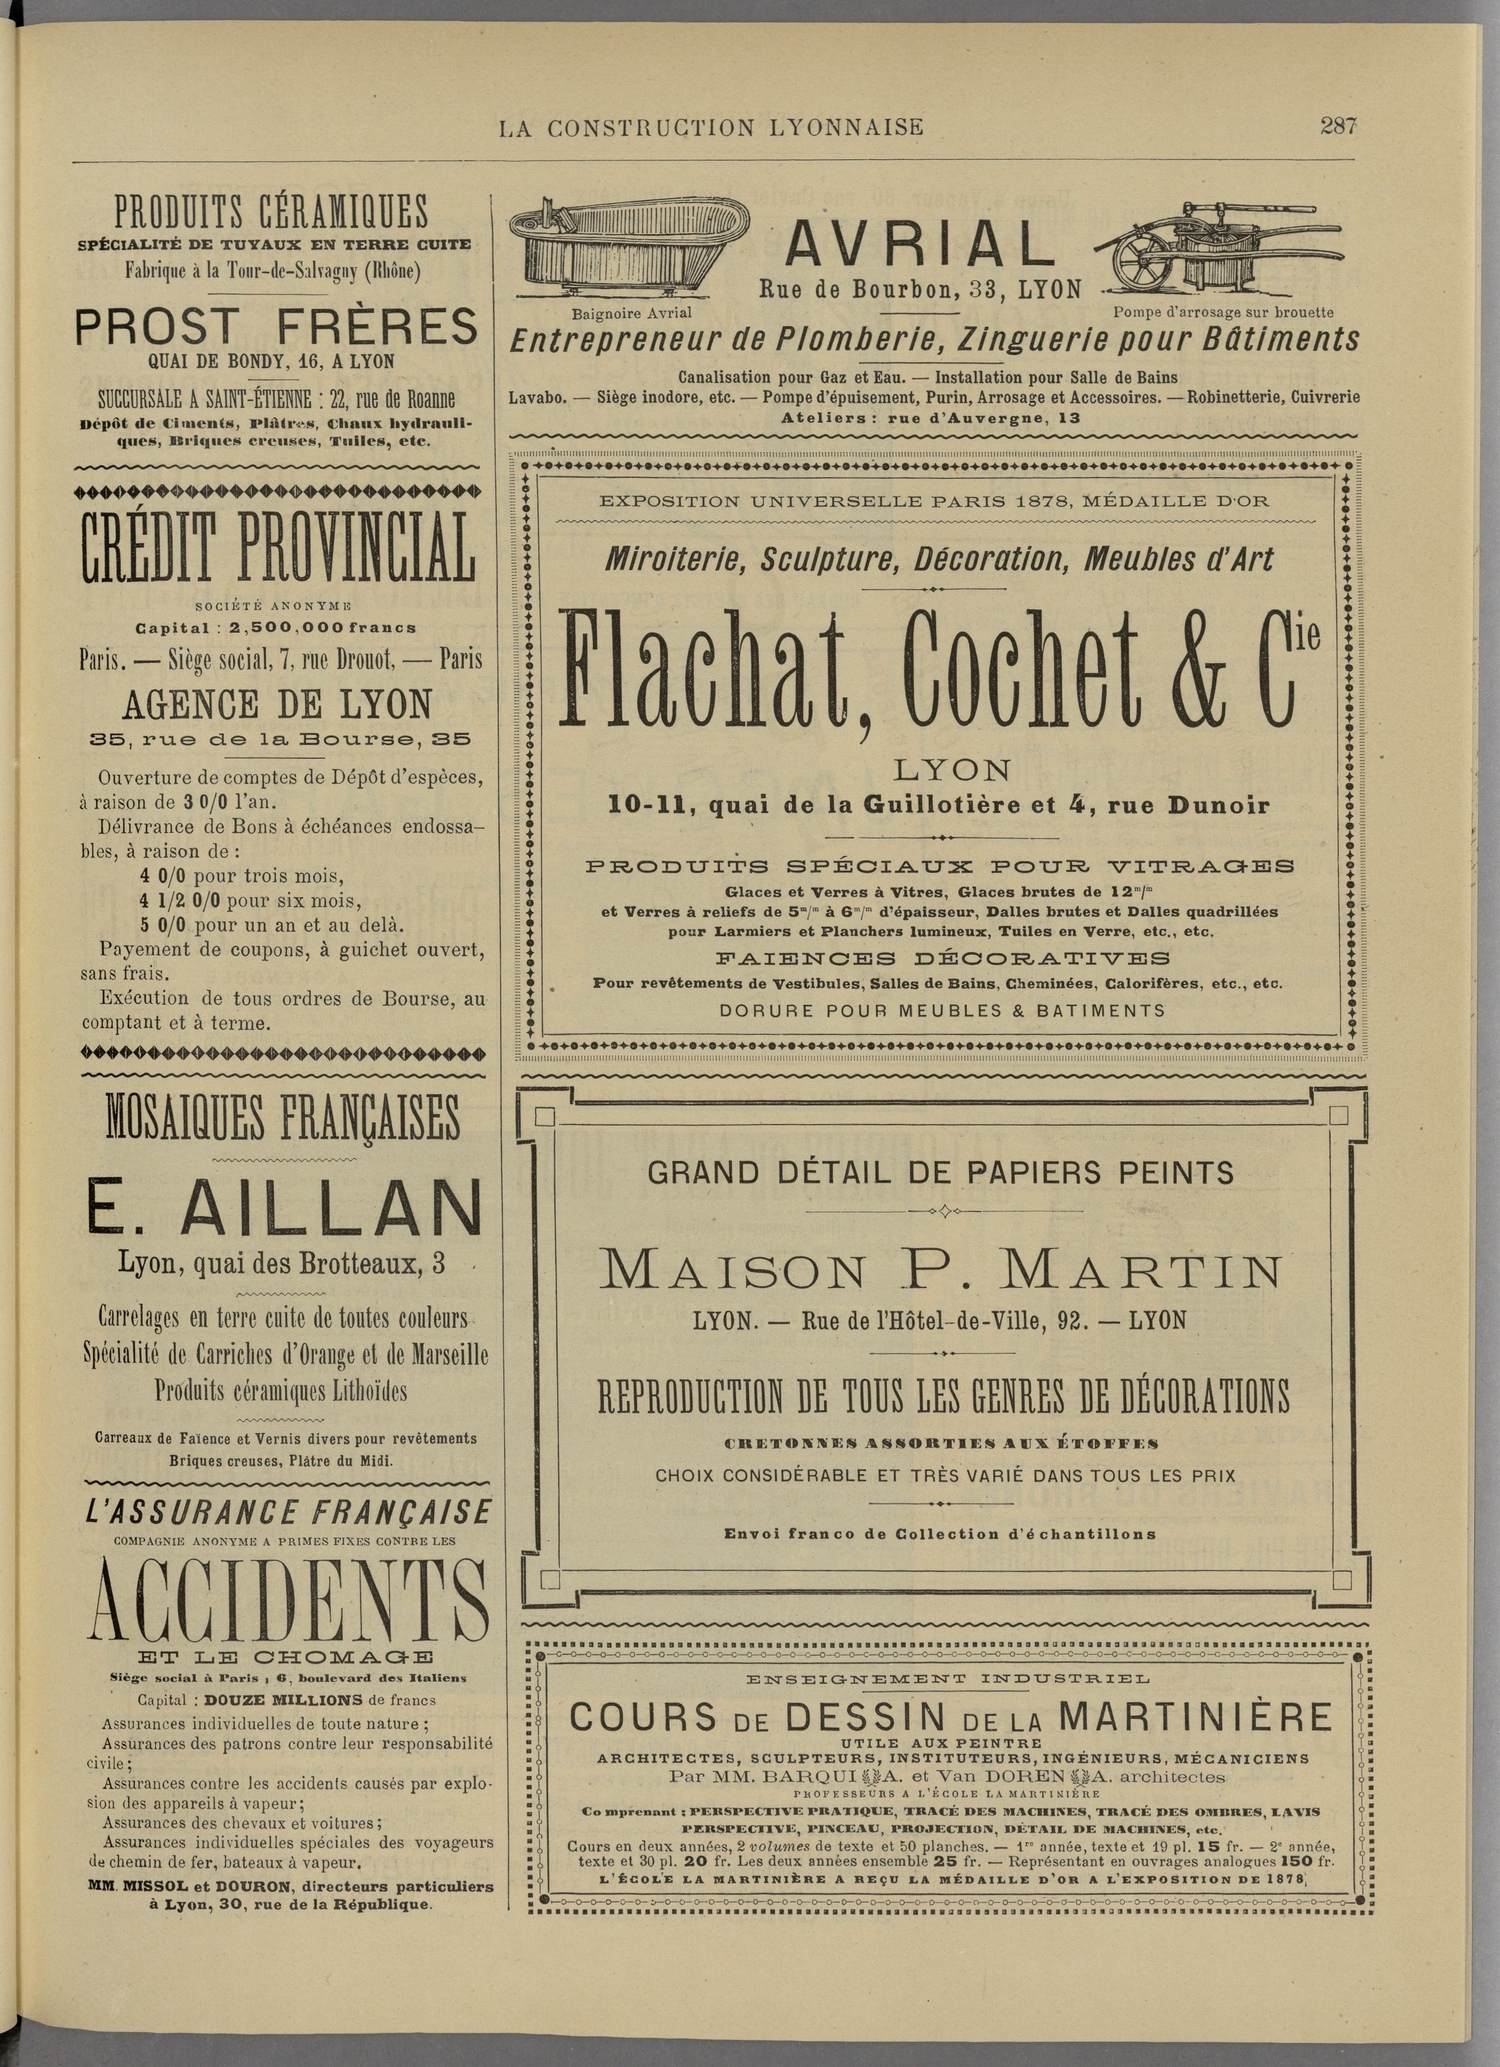 LA CONSTRUCTION LYONNAISE
287
PRODUITS CÉRAMIQUES
SPÉCIALITÉ DE TUYAUX EN TERRE CUITE
Fabrique à la Tour-de-Salvagny (Rhône)
PROST FRÈRES
QUAI DE BONDY, 16, A LYON
SUCCURSALE A SAINT-ÉTIENNE : 22, rue de Roanne
Dépôt de Ciments, Plâtres, Chaux hydrauli-
ques, Briques creuses, Tuiles, etc.
CRÉDIT PROVINCIAL
SOCIÉTÉ ANONYME
Capital : 2,500,000 francs
Paris. — Siège social, 7, rue Drouot, — Paris
AGENCE DE LYON
35, rue de la Bourse, 35
Ouverture de comptes de Dépôt d'espèces,
à raison de 3 0/0 l'an.
Délivrance de Bons à échéances endossa-
bles, à raison de :
4 0/0 pour trois mois,
4 1/2 0/0 pour six mois,
5 0/0 pour un an et au delà.
Payement de coupons, à guichet ouvert,
sans frais.
Exécution de tous ordres de Bourse, au
comptant et à terme.
MOSAIQUES FRANÇAISES
E. AILLAN
Lyon, quai des Brotteaux, 3
Carrelages en terre cuite de toutes couleurs
Spécialité de Carriches d'Orange et de Marseille
Produits céramiques Lithoïdes
Carreaux de Faïence et Vernis divers pour revêtements
Briques creuses, Plâtre du Midi.
L'ASSURANCE FRANÇAISE
COMPAGNIE ANONYME A PRIMES FIXES CONTRE LES
ACCIDENTS
ET LE CHOMAGE
Siège social à Paris ; 6, boulevard des Italiens
Capital : DOUZE MILLIONS de francs
Assurances individuelles de toute nature ;
Assurances des patrons contre leur responsabilité
civile ;
Assurances contre les accidents causés par explo-
sion des appareils à vapeur ;
Assurances des chevaux et voitures ;
Assurances individuelles spéciales des voyageurs
de chemin de fer, bateaux à vapeur.
MM. MISSOL et DOURON, directeurs particuliers
à Lyon, 30, rue de la République.
AVRIAL
Rue de Bourbon, 33, LYON
Baignoire Avrial
Pompe d'arrosage sur brouette
Entrepreneur de Plomberie, Zinguerie pour Bâtiments
Canalisation pour Gaz et Eau. — Installation pour Salle de Bains
Lavabo. — Siège inodore, etc. — Pompe d'épuisement, Purin, Arrosage et Accessoires. — Robinetterie, Cuivrerie
Ateliers : rue d'Auvergne, 13
EXPOSITION UNIVERSELLE PARIS 1878, MÉDAILLE D'OR
Miroiterie, Sculpture, Décoration, Meubles d'Art
Flachat, Cochet & Cie
LYON
10-11, quai de la Guillotière et 4, rue Dunoir
PRODUITS SPÉCIAUX POUR VITRAGES
Glaces et Verres à Vitres, Glaces brutes de 12m/m
et Verres à reliefs de 5m/m à 6m/m d'épaisseur, Dalles brutes et Dalles quadrillées
pour Larmiers et Planchers lumineux, Tuiles en Verre, etc., etc.
FAIENCES DÉCORATIVES
Pour revêtements de Vestibules, Salles de Bains, Cheminées, Calorifères, etc., etc.
DORURE POUR MEUBLES & BATIMENTS
GRAND DÉTAIL DE PAPIERS PEINTS
MAISON P. MARTIN
LYON. — Rue de l'Hôtel-de-Ville, 92. — LYON
REPRODUCTION DE TOUS LES GENRES DE DÉCORATIONS
CRETONNES ASSORTIES AUX ÉTOFFES
CHOIX CONSIDÉRABLE ET TRÈS VARIÉ DANS TOUS LES PRIX
Envoi franco de Collection d'échantillons
ENSEIGNEMENT INDUSTRIEL
COURS DE DESSIN DE LA MARTINIÈRE
UTILE AUX PEINTRE
ARCHITECTES, SCULPTEURS, INSTITUTEURS, INGÉNIEURS, MÉCANICIENS
Par MM. BARQUI A. et Van DOREN A. architectes
PROFESSEURS A L'ÉCOLE LA MARTINIÈRE
Comprenant : PERSPECTIVE PRATIQUE, TRACÉ DES MACHINES, TRACÉ DES OMBRES, LAVIS
PERSPECTIVE, PINCEAU, PROJECTION, DÉTAIL DE MACHINES, etc.
Cours en deux années, 2 volumes de texte et 50 planches. — 1re année, texte et 19 pl. 15 fr. — 2e année,
texte et 30 pl. 20 fr. Les deux années ensemble 25 fr. — Représentant en ouvrages analogues 150 fr.
L'ÉCOLE LA MARTINIÈRE A REÇU LA MÉDAILLE D'OR A L'EXPOSITION DE 1878,